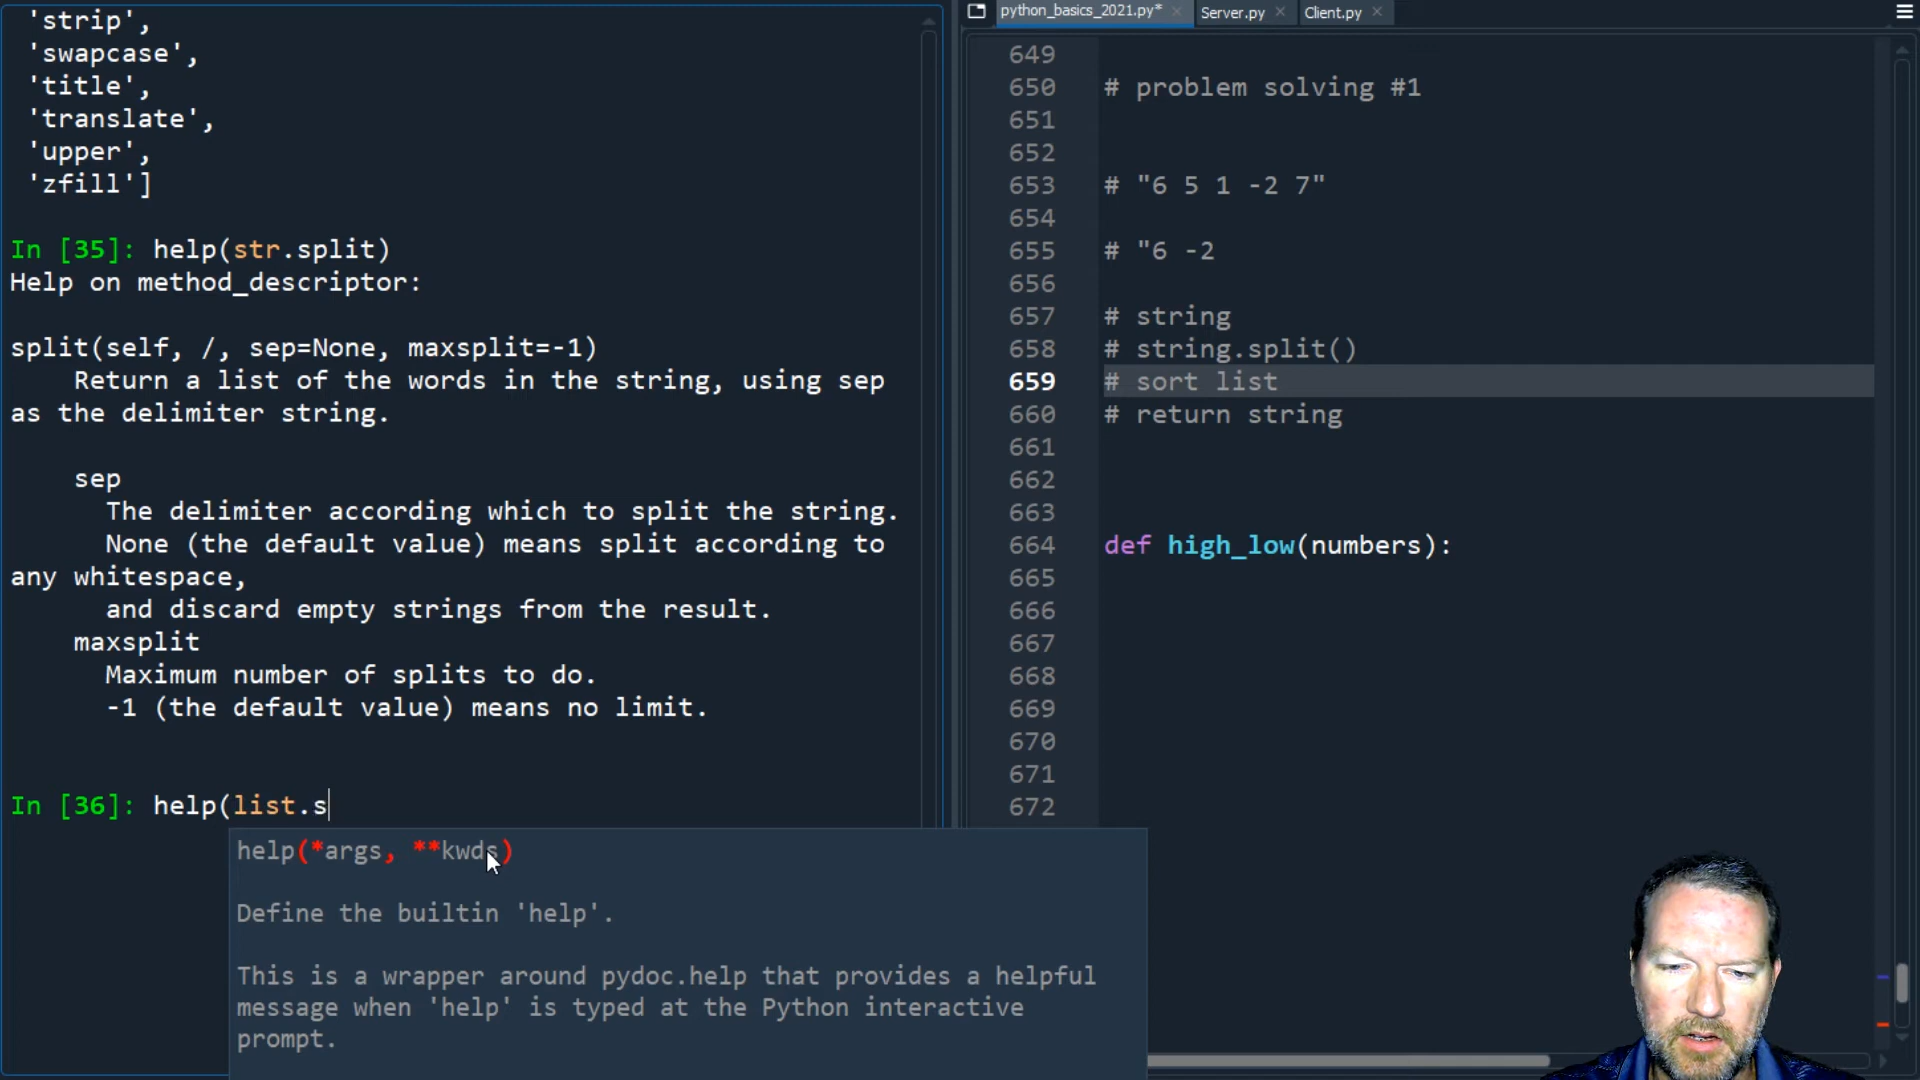 'strip',
'swapcase',
'title',
'translate',
'upper',
'zfill']
In [35]: help(str.split)
Help on method_descriptor:
split(self, /, sep=None, maxsplit=-1)
Return a list of the words in the string, using sep
as the delimiter string.
sep
The delimiter according which to split the string.
None (the default value) means split according to
any whitespace,
and discard empty strings from the result.
maxsplit
Maximum number of splits to do.
-1 (the default value) means no limit.
In [36]: help(list.s
help(*args, **kwds)
Define the builtin 'help'.
This is a wrapper around pydoc.help that provides a helpful
message when 'help' is typed at the Python interactive
prompt.
python_basics_2021.py* Server.py Client.py
649
650 # problem solving #1
651
652
653 # "6 5 1 -2 7"
654
655 # "6 -2
656
657 # string
658 # string.split()
659 # sort list
660 # return string
661
662
663
664 def high_low(numbers):
665
666
667
668
669
670
671
672